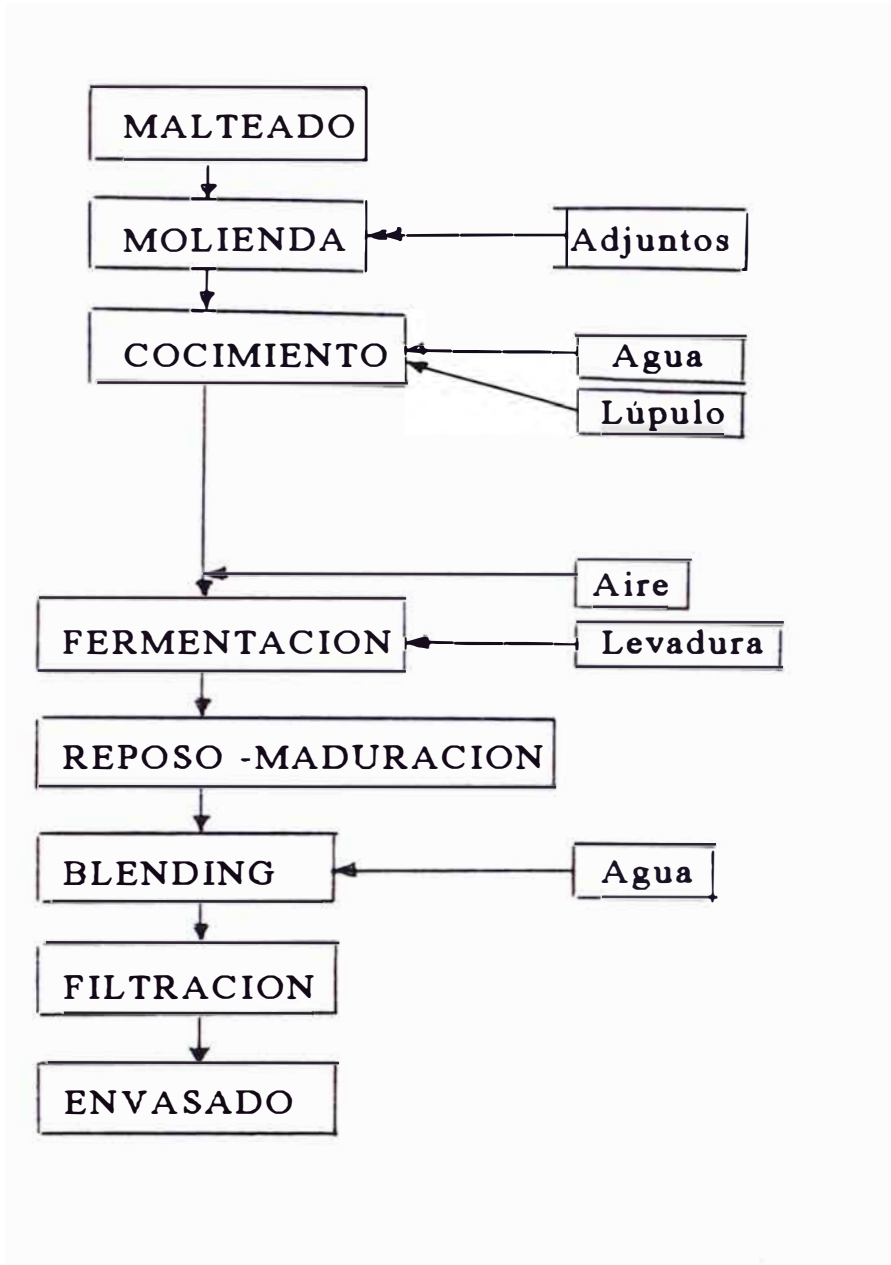 MALTEADO
MOLIENDA
Adjuntos
COCIMIENTO
Agua
Lúpulo
Aire
FERMENTACION
Levadura
REPOSO -MADURACION
BLENDING
Agua
FILTRACION
ENVASADO